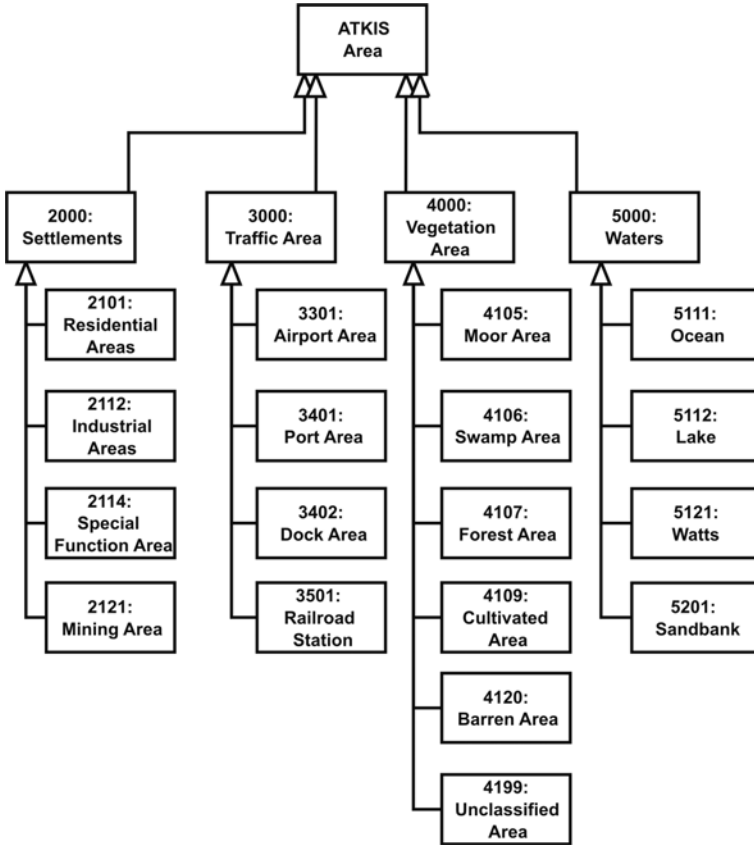 ATKIS
Area
2000:
Settlements
3000:
Traffic Area
4000:
Vegetation
Area
5000:
Waters
2101:
Residential
Areas
2112:
Industrial
Areas
2114:
Special
Function Area
2121:
Mining Area
3301:
Airport Area
3401:
Port Area
3402:
Dock Area
3501:
Railroad
Station
4105:
Moor Area
4106:
Swamp Area
4107:
Forest Area
4109:
Cultivated
Area
4120:
Barren Area
4199:
Unclassified
Area
5111:
Ocean
5112:
Lake
5121:
Watts
5201:
Sandbank